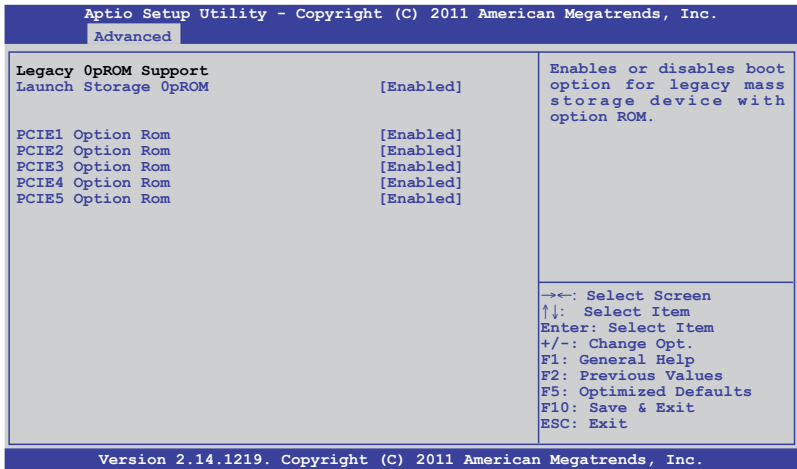 Aptio Setup Utility - Copyright (C) 2011 American Megatrends, Inc.
Advanced
Legacy 0pROM Support
Launch Storage 0pROM [Enabled]
PCIE1 Option Rom [Enabled]
PCIE2 Option Rom [Enabled]
PCIE3 Option Rom [Enabled]
PCIE4 Option Rom [Enabled]
PCIE5 Option Rom [Enabled]
Enables or disables boot
option for legacy mass
storage device with
option ROM.
→←: Select Screen
↑↓: Select Item
Enter: Select Item
+/-: Change Opt.
F1: General Help
F2: Previous Values
F5: Optimized Defaults
F10: Save & Exit
ESC: Exit
Version 2.14.1219. Copyright (C) 2011 American Megatrends, Inc.